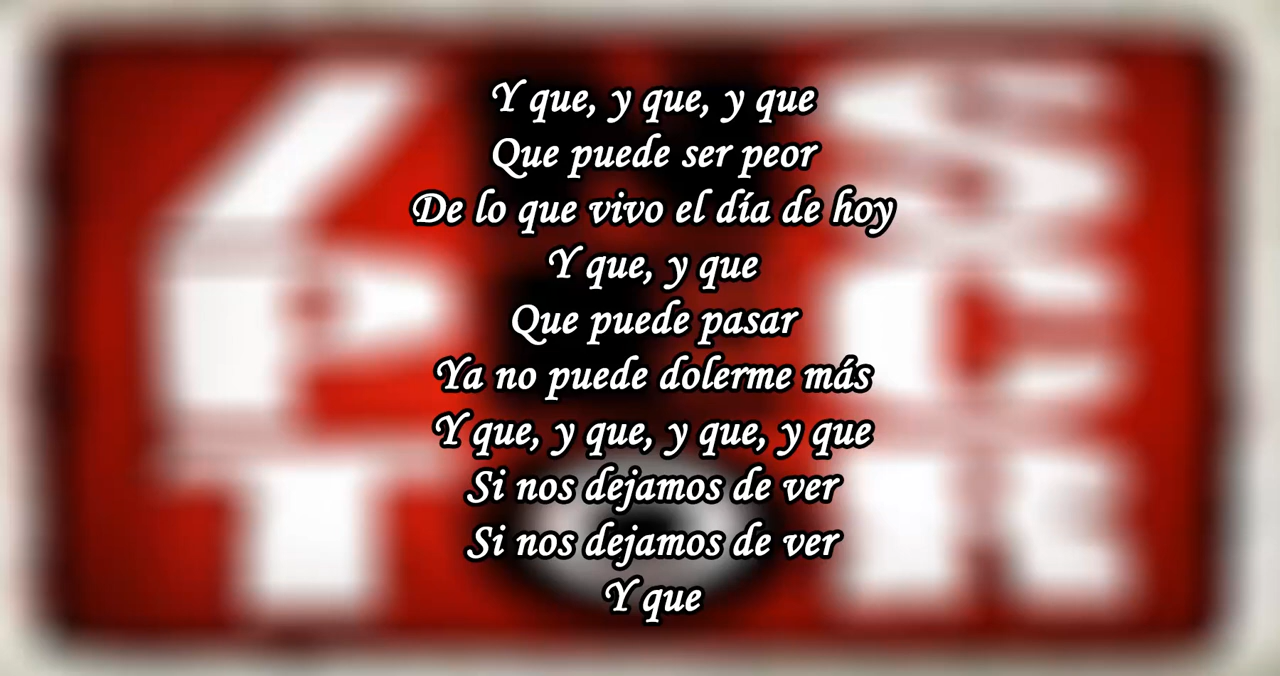 Y que, y que, y que
Que puede ser peor
De lo que vivo el día de hoy
Y que, y que
Que puede pasar
Ya no puede dolerme más
Y que, y que, y que, y que
Si nos dejamos de ver
Si nos dejamos de ver
Y que